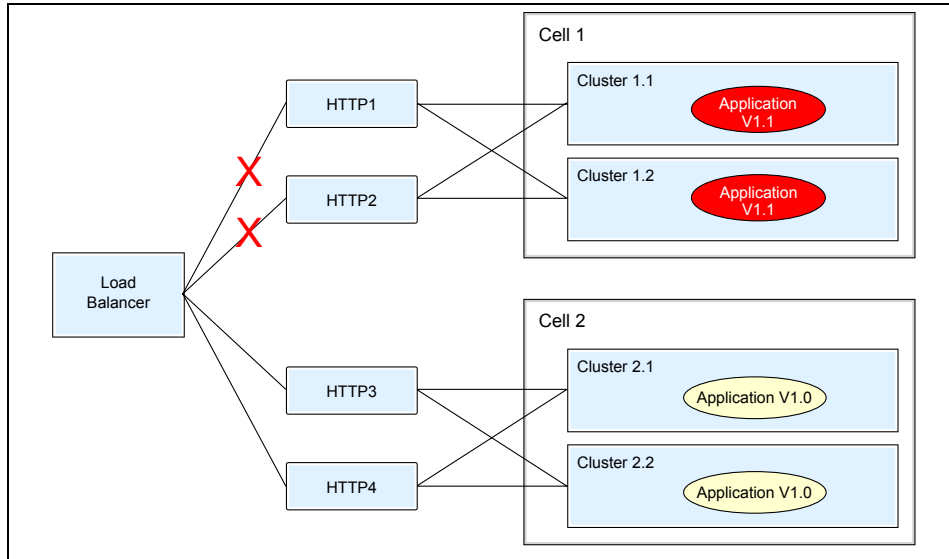 Cell 1
Cluster 1.1
Application
V1.1
HTTP1
Cluster 1.2
Application
V1.1
HTTP2
X
X
Load
Balancer
Cell 2
Cluster 2.1
Application V1.0
HTTP3
Cluster 2.2
Application V1.0
HTTP4